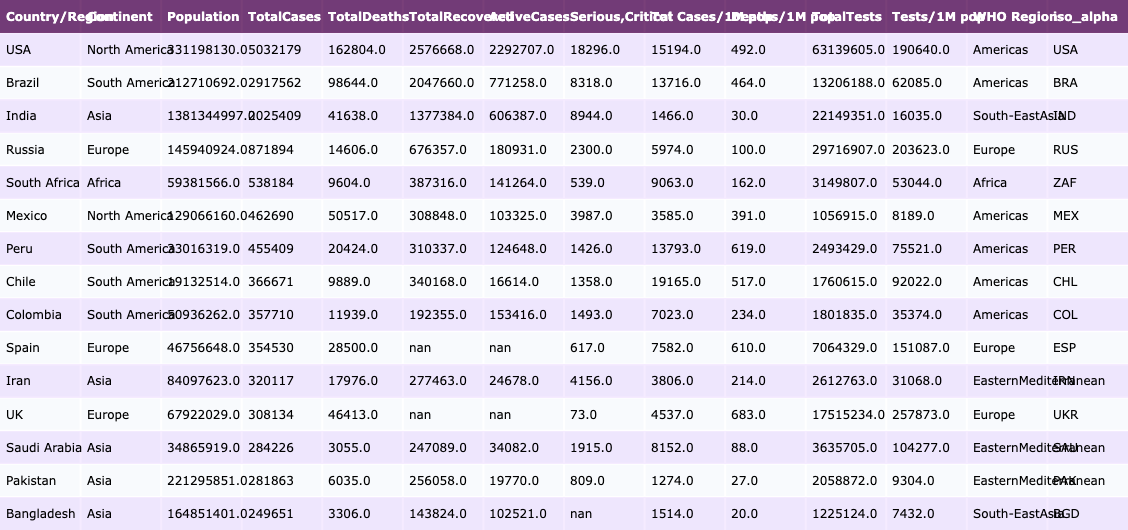 Country/Region Continent Population TotalCases TotalDeaths TotalRecovered ActiveCases Serious,Critical Tot Cases/1M pop Deaths/1M pop TotalTests Tests/1M pop WHO Region iso_alpha
USA North America 331198130.0 5032179 162804.0 2576668.0 2292707.0 18296.0 15194.0 492.0 63139605.0 190640.0 Americas USA
Brazil South America 212710692.0 2917562 98644.0 2047660.0 771258.0 8318.0 13716.0 464.0 13206188.0 62085.0 Americas BRA
India Asia 1381344997.0 2025409 41638.0 1377384.0 606387.0 8944.0 1466.0 30.0 22149351.0 16035.0 South-EastAsia IND
Russia Europe 145940924.0 871894 14606.0 676357.0 180931.0 2300.0 5974.0 100.0 29716907.0 203623.0 Europe RUS
South Africa Africa 59381566.0 538184 9604.0 387316.0 141264.0 539.0 9063.0 162.0 3149807.0 53044.0 Africa ZAF
Mexico North America 129066160.0 462690 50517.0 308848.0 103325.0 3987.0 3585.0 391.0 1056915.0 8189.0 Americas MEX
Peru South America 33016319.0 455409 20424.0 310337.0 124648.0 1426.0 13793.0 619.0 2493429.0 75521.0 Americas PER
Chile South America 19132514.0 366671 9889.0 340168.0 16614.0 1358.0 19165.0 517.0 1760615.0 92022.0 Americas CHL
Colombia South America 50936262.0 357710 11939.0 192355.0 153416.0 1493.0 7023.0 234.0 1801835.0 35374.0 Americas COL
Spain Europe 46756648.0 354530 28500.0 nan nan 617.0 7582.0 610.0 7064329.0 151087.0 Europe ESP
Iran Asia 84097623.0 320117 17976.0 277463.0 24678.0 4156.0 3806.0 214.0 2612763.0 31068.0 EasternMediterranean IRN
UK Europe 67922029.0 308134 46413.0 nan nan 73.0 4537.0 683.0 17515234.0 257873.0 Europe UKR
Saudi Arabia Asia 34865919.0 284226 3055.0 247089.0 34082.0 1915.0 8152.0 88.0 3635705.0 104277.0 EasternMediterranean SAU
Pakistan Asia 221295851.0 281863 6035.0 256058.0 19770.0 809.0 1274.0 27.0 2058872.0 9304.0 EasternMediterranean PAK
Bangladesh Asia 164851401.0 249651 3306.0 143824.0 102521.0 nan 1514.0 20.0 1225124.0 7432.0 South-EastAsia BGD